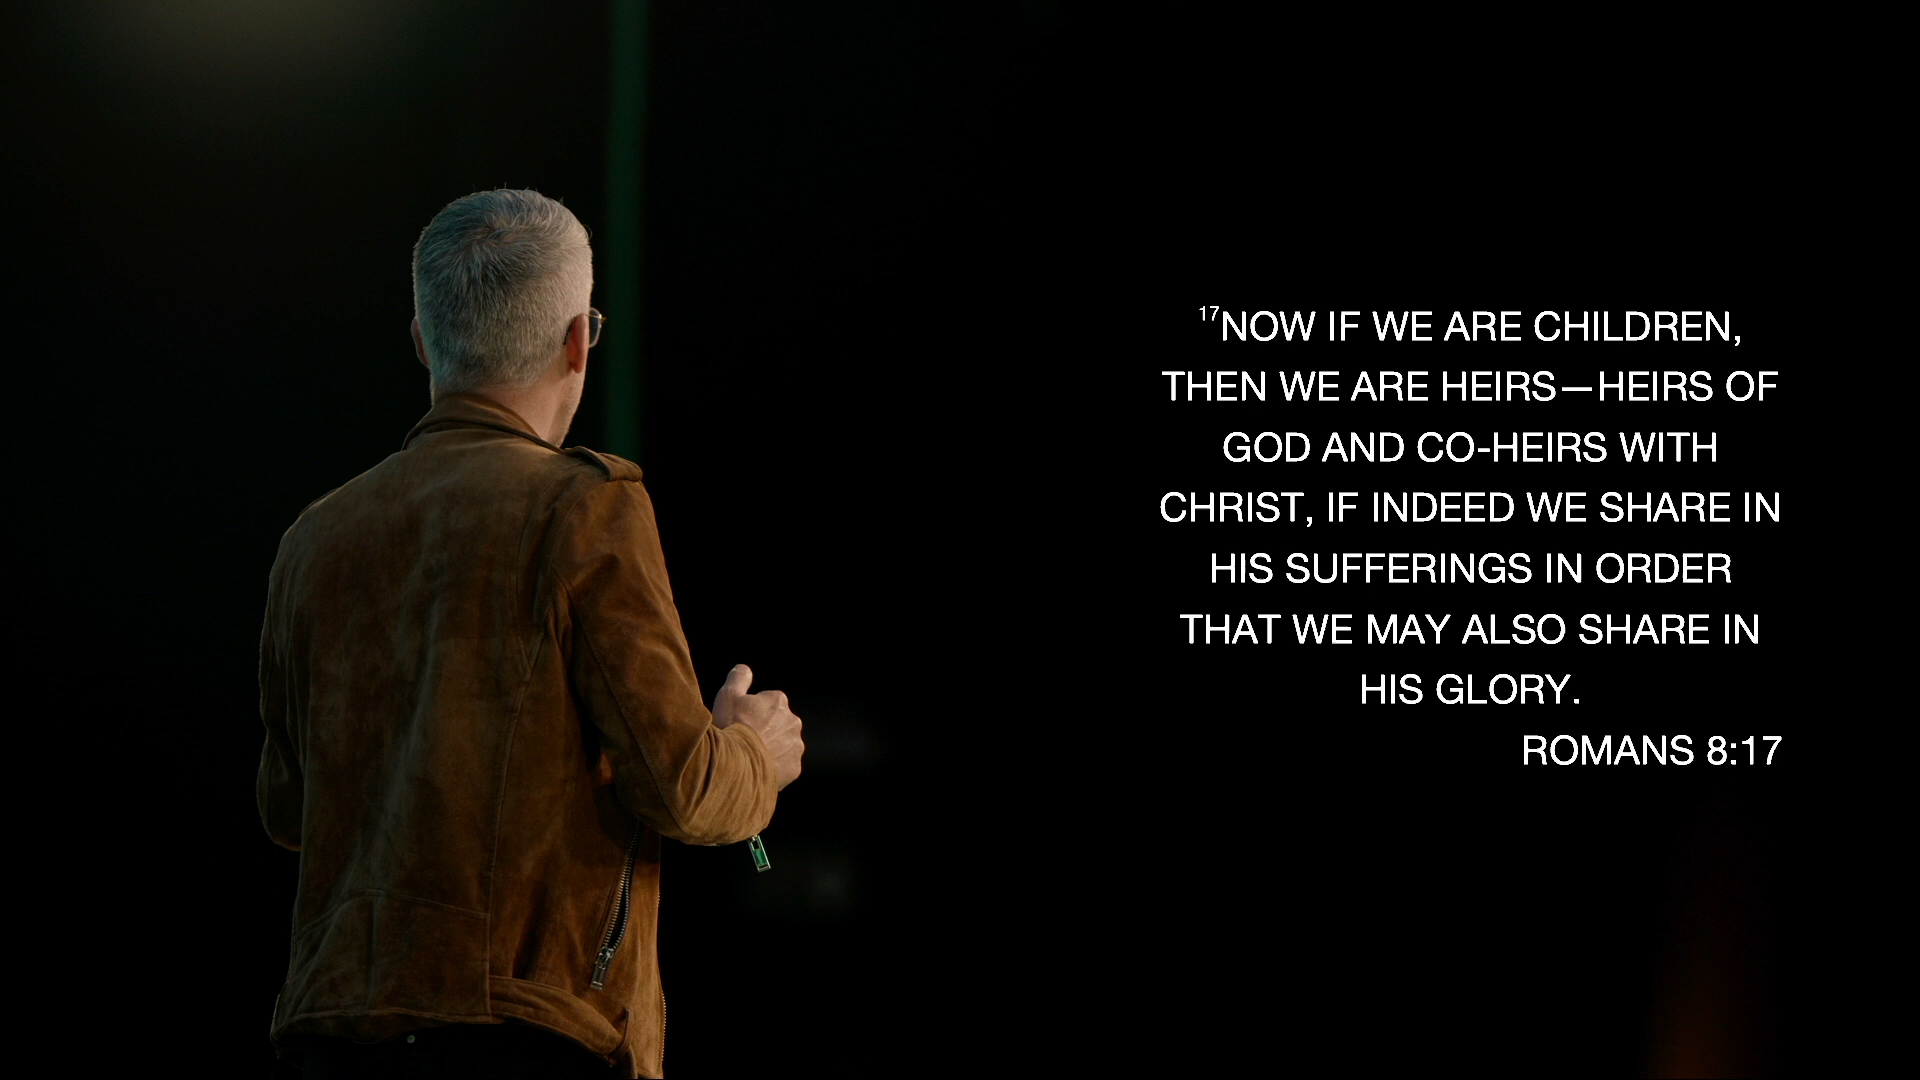 17NOW IF WE ARE CHILDREN,
THEN WE ARE HEIRS—HEIRS OF
GOD AND CO-HEIRS WITH
CHRIST, IF INDEED WE SHARE IN
HIS SUFFERINGS IN ORDER
THAT WE MAY ALSO SHARE IN
HIS GLORY.
ROMANS 8:17